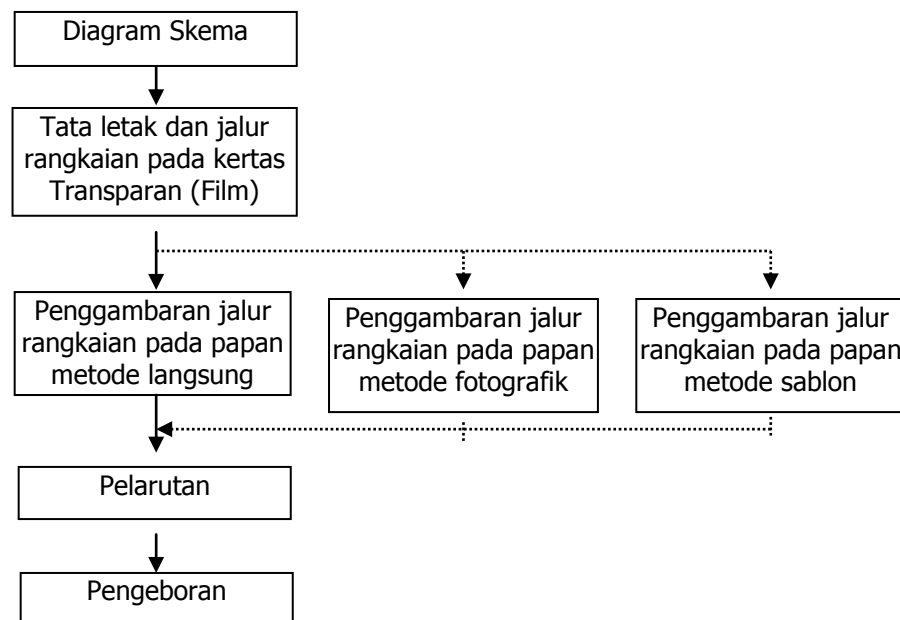 Diagram Skema
Tata letak dan jalur
rangkaian pada kertas
Transparan (Film)
Penggambaran jalur
rangkaian pada papan
metode langsung
Penggambaran jalur
rangkaian pada papan
metode fotografik
Penggambaran jalur
rangkaian pada papan
metode sablon
Pelarutan
Pengeboran